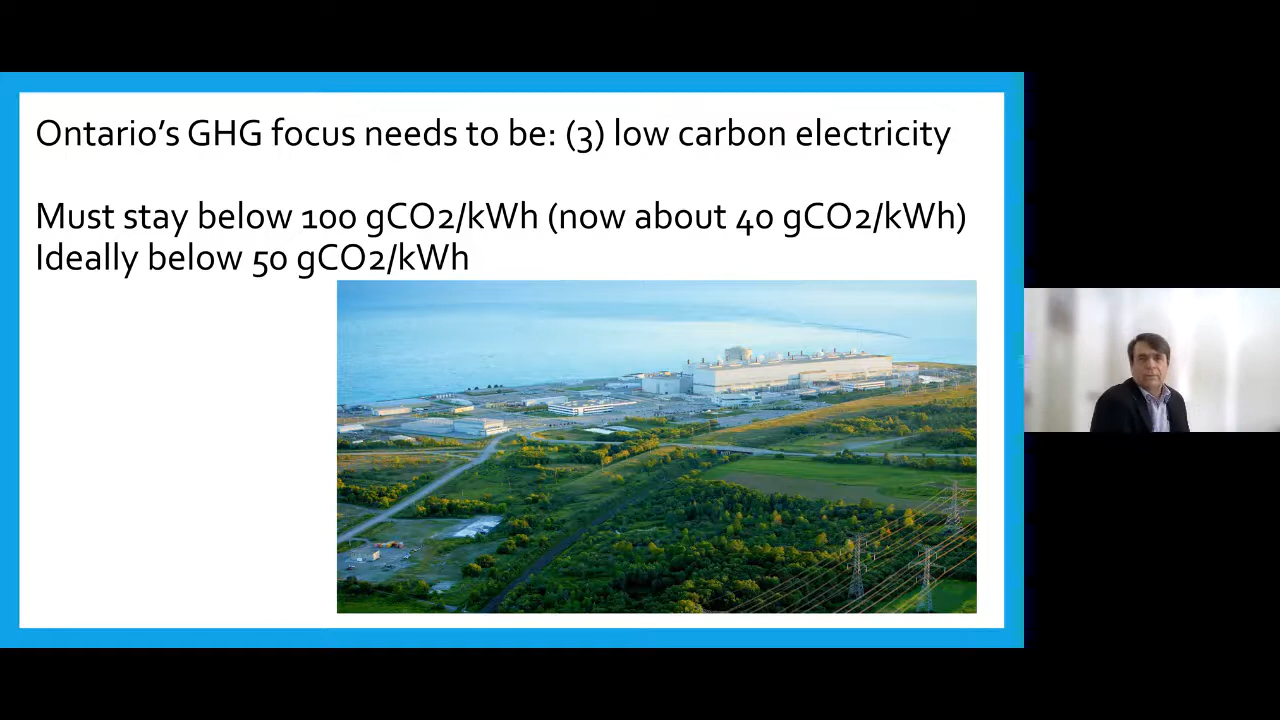 Ontario’s GHG focus needs to be: (3) low carbon electricity
Must stay below 100 gCO2/kWh (now about 40 gCO2/kWh)
Ideally below 50 gCO2/kWh